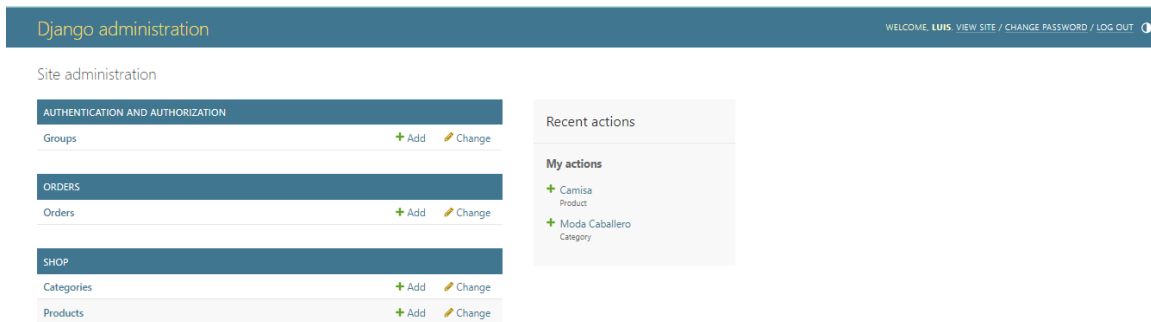 Django administration
WELCOME, LUIS. VIEW SITE / CHANGE PASSWORD / LOG OUT
Site administration
AUTHENTICATION AND AUTHORIZATION
Groups + Add Change
ORDERS
Orders + Add Change
SHOP
Categories + Add Change
Products + Add Change
Recent actions
My actions
+ Camisa
Product
+ Moda Caballero
Category